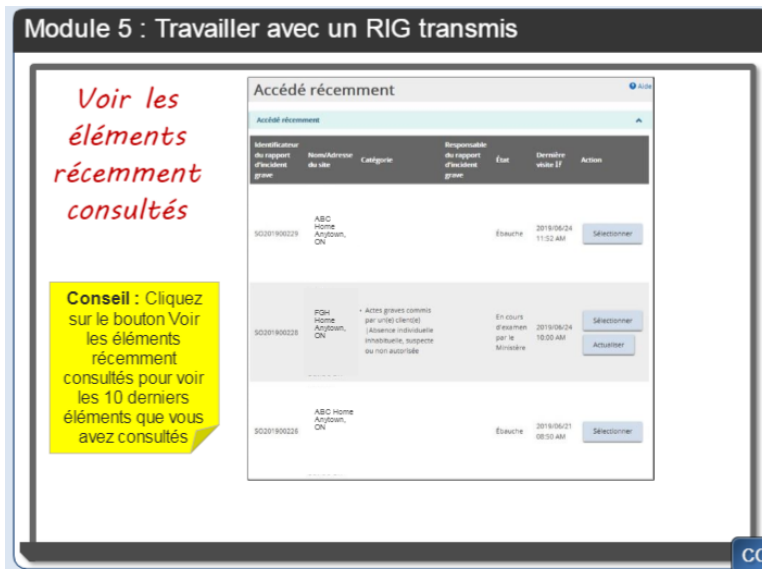 Module 5 : Travailler avec un RIG transmis
Voir les
éléments
récemment
consultés
Conseil : Cliquez
sur le bouton Voir
les éléments
récemment
consultés pour voir
les 10 derniers
éléments que vous
avez consultés
Accédé récemment
Aide
Accédé récemment
Identificateur
du rapport
d'incident
grave
Nom/Adresse
du site
Catégorie
Responsable
du rapport
d'incident
grave
État
Dernière
visite
Action
SO201900229
ABC
Home
Anytown,
ON
Ébauche
2019/06/24
11:52 AM
Sélectionner
SO201900228
FGH
Home
Anytown,
ON
• Actes graves commis
par un(e) client(e)
|Absence individuelle
inhabituelle, suspecte
ou non autorisée
En cours
d'examen
par le
Ministère
2019/06/24
10:00 AM
Sélectionner
Actualiser
SO201900226
ABC Home
Anytown,
ON
Ébauche
2019/06/21
08:50 AM
Sélectionner